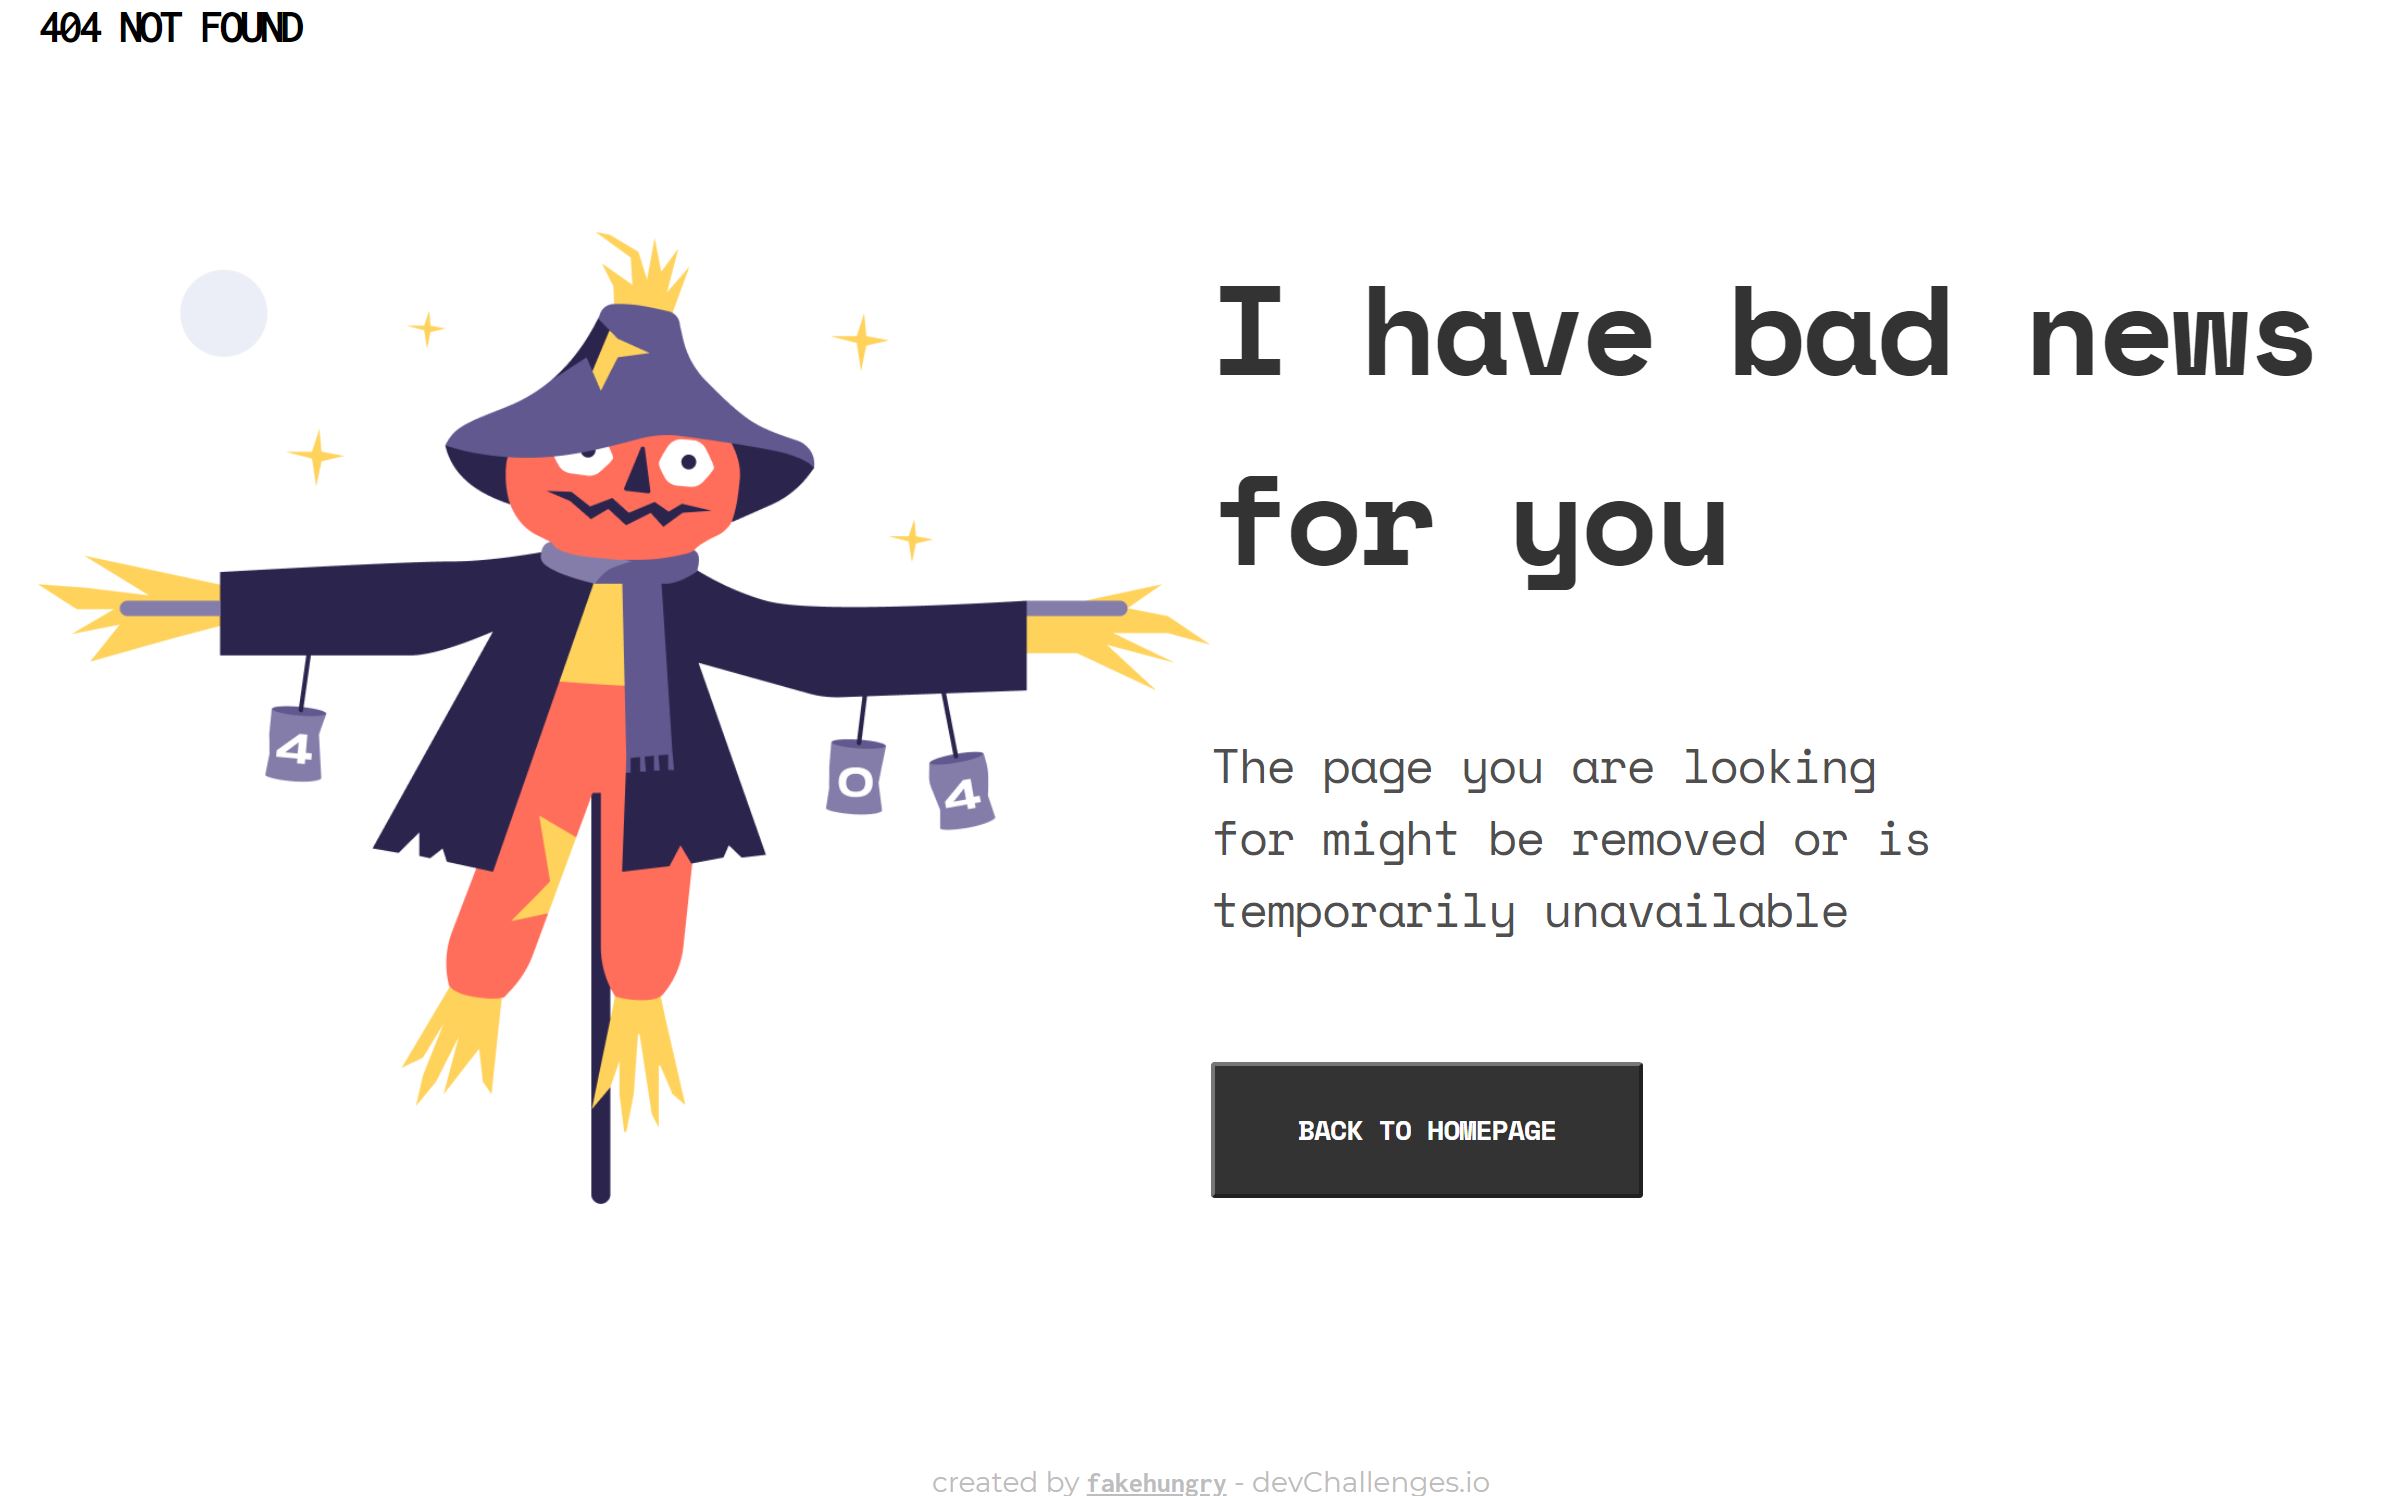 404 NOT FOUND
I have bad news
for you
4
0
4
The page you are looking
for might be removed or is
temporarily unavailable
BACK TO HOMEPAGE
created by fakehungry - devChallenges.io